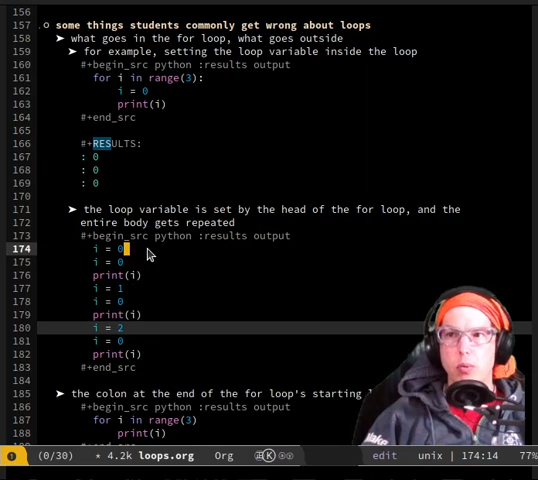 156
157 some things students commonly get wrong about loops
158 ➤ what goes in the for loop, what goes outside
159 ➤ for example, setting the loop variable inside the loop
160 #+begin_src python :results output
161 for i in range(3):
162 i = 0
163 print(i)
164 #+end_src
165
166 #+RESULTS:
167 : 0
168 : 0
169 : 0
170
171 ➤ the loop variable is set by the head of the for loop, and the
172 entire body gets repeated
173 #+begin_src python :results output
174 i = 0
175 i = 0
176 print(i)
177 i = 1
178 i = 0
179 print(i)
180 i = 2
181 i = 0
182 print(i)
183 #+end_src
184
185 ➤ the colon at the end of the for loop's starting
186 #+begin_src python :results output
187 for i in range(3)
188 print(i)
(0/30) * 4.2k loops.org Org edit unix | 174:14 77%